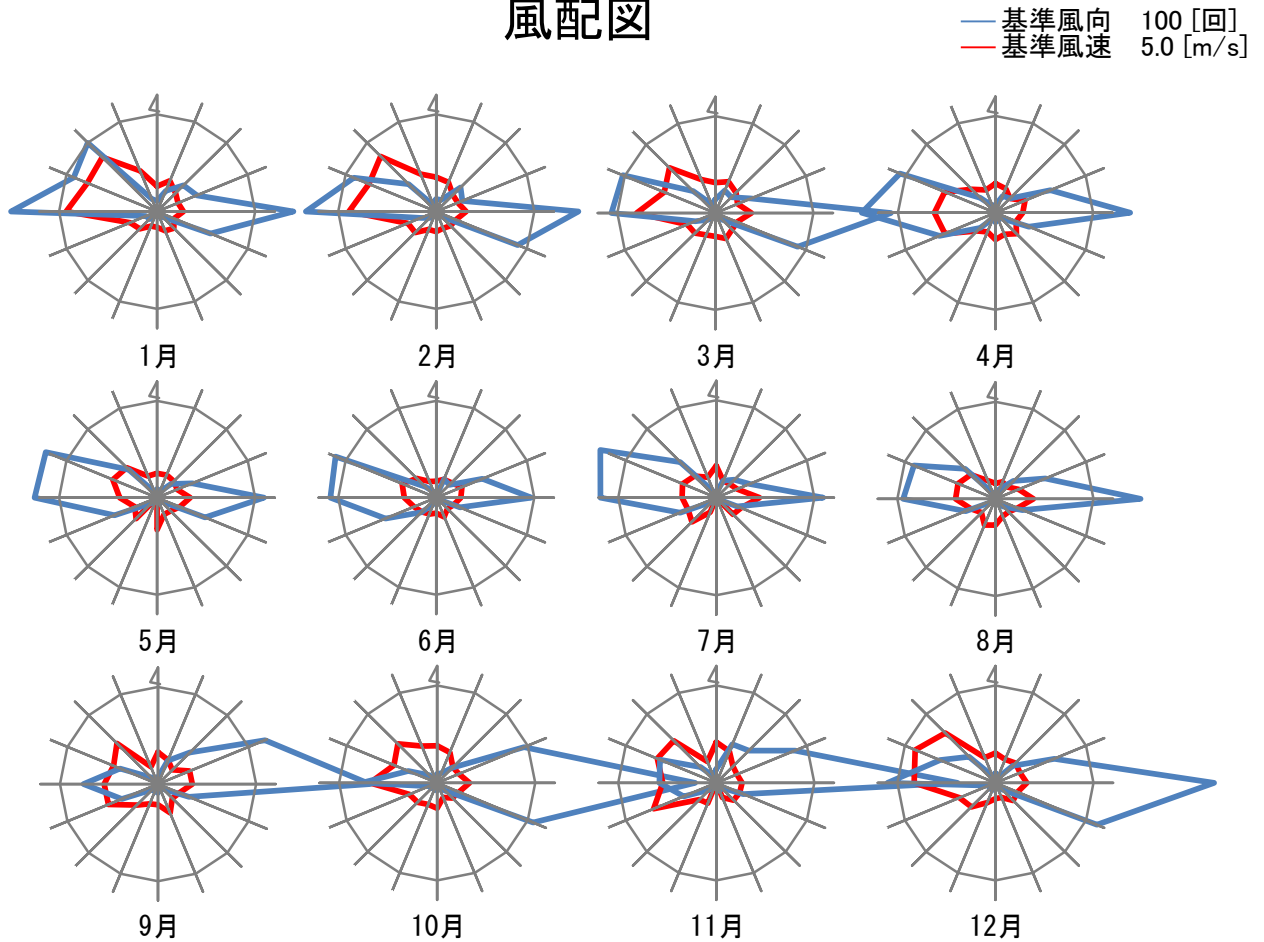 風配図
基準風向 100 [回]
基準風速 5.0 [m/s]
1月
2月
3月
4月
5月
6月
7月
8月
9月
10月
11月
12月